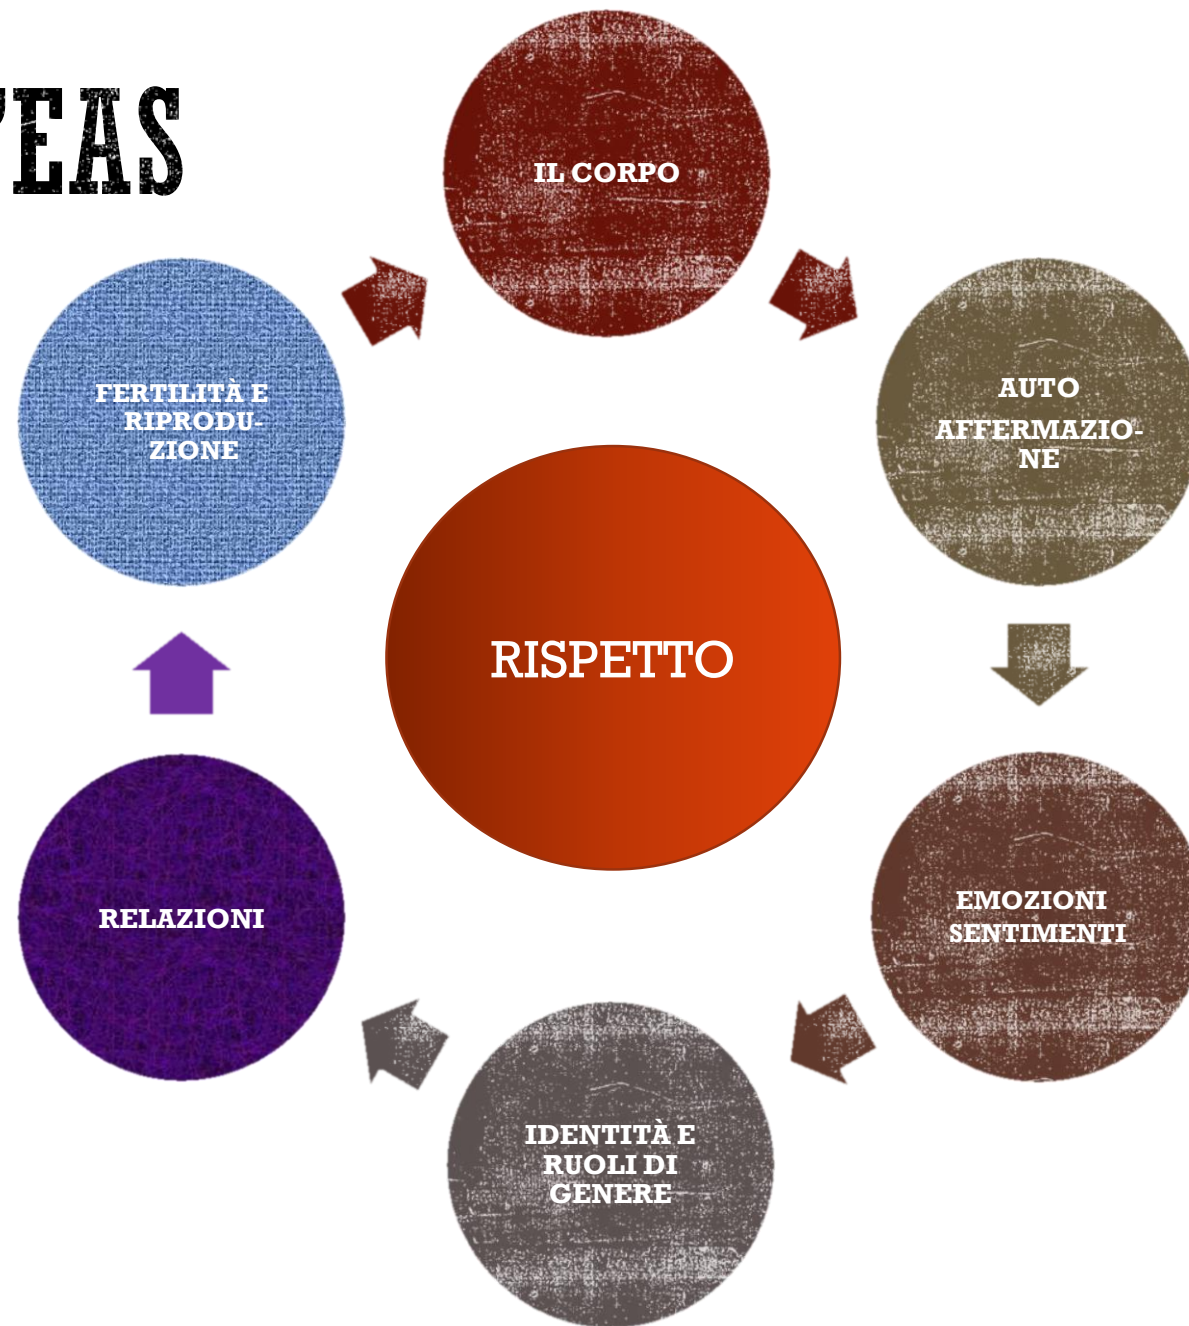 'EAS
IL CORPO
AUTO
AFFERMAZIO-
NE
EMOZIONI
SENTIMENTI
IDENTITÀ E
RUOLI DI
GENERE
RELAZIONI
FERTILITÀ E
RIPRODU-
ZIONE
RISPETTO